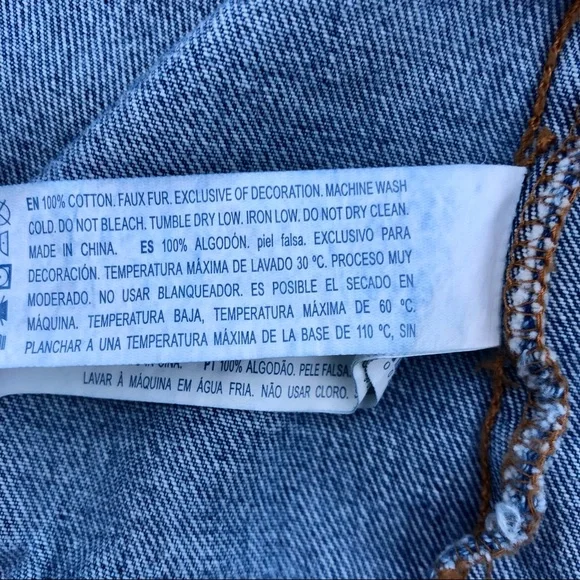 EN 100% COTTON. FAUX FUR. EXCLUSIVE OF DECORATION. MACHINE WASH
COLD. DO NOT BLEACH. TUMBLE DRY LOW. IRON LOW. DO NOT DRY CLEAN.
MADE IN CHINA. ES 100% ALGODÓN. piel falsa. EXCLUSIVO PARA
DECORACIÓN. TEMPERATURA MÁXIMA DE LAVADO 30 ºC. PROCESO MUY
MODERADO. NO USAR BLANQUEADOR. ES POSIBLE EL SECADO EN
MÁQUINA. TEMPERATURA BAJA, TEMPERATURA MÁXIMA DE 60 ºC.
PLANCHAR A UNA TEMPERATURA MÁXIMA DE LA BASE DE 110 ºC, SIN
PT 100% ALGODÃO. PELE FALSA
LAVAR À MÁQUINA EM ÁGUA FRIA. NÃO USAR CLORO.